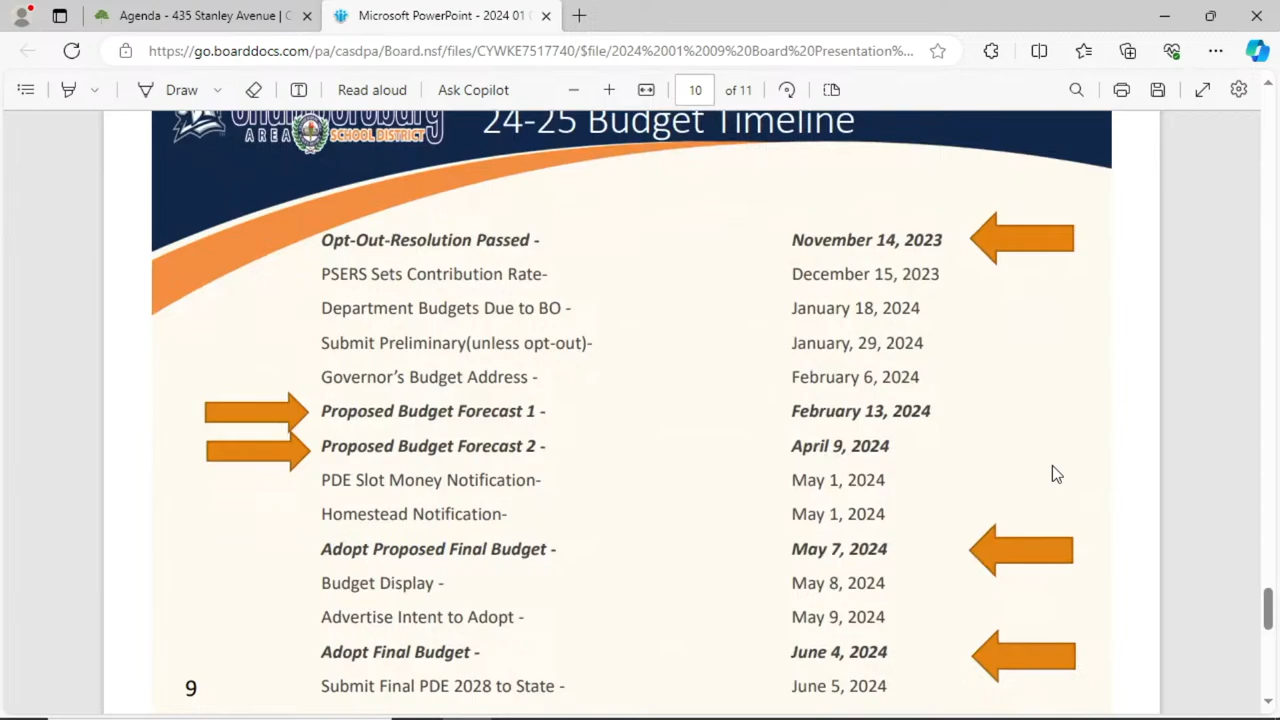 Agenda - 435 Stanley Avenue | C
Microsoft PowerPoint - 2024 01 C
https://go.boarddocs.com/pa/casdpa/Board.nsf/files/CYWKE7517740/$file/2024%2001%2009%20Board%20Presentation%...
Draw
Read aloud
Ask Copilot
10 of 11
AREA SCHOOL DISTRICT
24-25 Budget Timeline
Opt-Out-Resolution Passed - November 14, 2023
PSERS Sets Contribution Rate- December 15, 2023
Department Budgets Due to BO - January 18, 2024
Submit Preliminary(unless opt-out)- January, 29, 2024
Governor's Budget Address - February 6, 2024
Proposed Budget Forecast 1 - February 13, 2024
Proposed Budget Forecast 2 - April 9, 2024
PDE Slot Money Notification- May 1, 2024
Homestead Notification- May 1, 2024
Adopt Proposed Final Budget - May 7, 2024
Budget Display - May 8, 2024
Advertise Intent to Adopt - May 9, 2024
Adopt Final Budget - June 4, 2024
Submit Final PDE 2028 to State - June 5, 2024
9